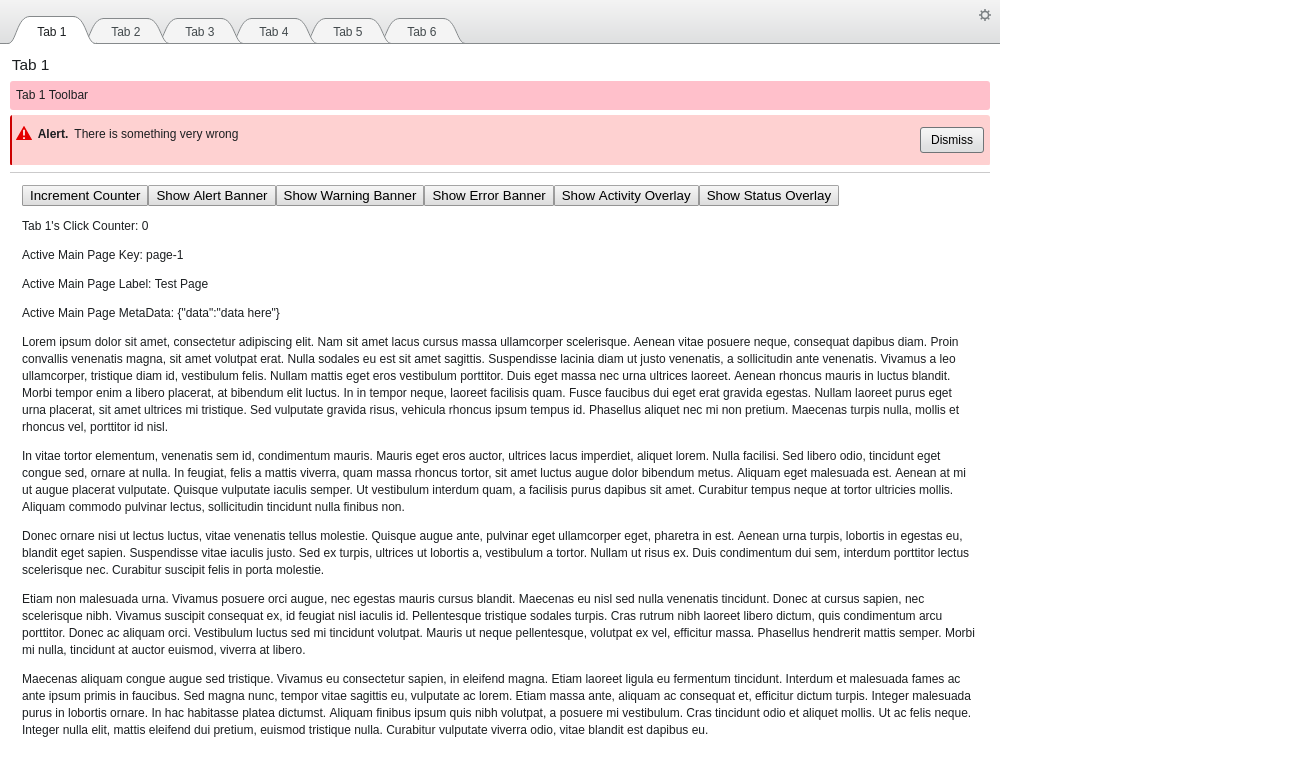 Tab 1
Tab 2
Tab 3
Tab 4
Tab 5
Tab 6
Tab 1
Tab 1 Toolbar
Alert. There is something very wrong
Dismiss
Increment Counter
Show Alert Banner
Show Warning Banner
Show Error Banner
Show Activity Overlay
Show Status Overlay
Tab 1's Click Counter: 0
Active Main Page Key: page-1
Active Main Page Label: Test Page
Active Main Page MetaData: {"data":"data here"}
Lorem ipsum dolor sit amet, consectetur adipiscing elit. Nam sit amet lacus cursus massa ullamcorper scelerisque. Aenean vitae posuere neque, consequat dapibus diam. Proin
convallis venenatis magna, sit amet volutpat erat. Nulla sodales eu est sit amet sagittis. Suspendisse lacinia diam ut justo venenatis, a sollicitudin ante venenatis. Vivamus a leo
ullamcorper, tristique diam id, vestibulum felis. Nullam mattis eget eros vestibulum porttitor. Duis eget massa nec urna ultrices laoreet. Aenean rhoncus mauris in luctus blandit.
Morbi tempor enim a libero placerat, at bibendum elit luctus. In in tempor neque, laoreet facilisis quam. Fusce faucibus dui eget erat gravida egestas. Nullam laoreet purus eget
urna placerat, sit amet ultrices mi tristique. Sed vulputate gravida risus, vehicula rhoncus ipsum tempus id. Phasellus aliquet nec mi non pretium. Maecenas turpis nulla, mollis et
rhoncus vel, porttitor id nisl.
In vitae tortor elementum, venenatis sem id, condimentum mauris. Mauris eget eros auctor, ultrices lacus imperdiet, aliquet lorem. Nulla facilisi. Sed libero odio, tincidunt eget
congue sed, ornare at nulla. In feugiat, felis a mattis viverra, quam massa rhoncus tortor, sit amet luctus augue dolor bibendum metus. Aliquam eget malesuada est. Aenean at mi
ut augue placerat vulputate. Quisque vulputate iaculis semper. Ut vestibulum interdum quam, a facilisis purus dapibus sit amet. Curabitur tempus neque at tortor ultricies mollis.
Aliquam commodo pulvinar lectus, sollicitudin tincidunt nulla finibus non.
Donec ornare nisi ut lectus luctus, vitae venenatis tellus molestie. Quisque augue ante, pulvinar eget ullamcorper eget, pharetra in est. Aenean urna turpis, lobortis in egestas eu,
blandit eget sapien. Suspendisse vitae iaculis justo. Sed ex turpis, ultrices ut lobortis a, vestibulum a tortor. Nullam ut risus ex. Duis condimentum dui sem, interdum porttitor lectus
scelerisque nec. Curabitur suscipit felis in porta molestie.
Etiam non malesuada urna. Vivamus posuere orci augue, nec egestas mauris cursus blandit. Maecenas eu nisl sed nulla venenatis tincidunt. Donec at cursus sapien, nec
scelerisque nibh. Vivamus suscipit consequat ex, id feugiat nisl iaculis id. Pellentesque tristique sodales turpis. Cras rutrum nibh laoreet libero dictum, quis condimentum arcu
porttitor. Donec ac aliquam orci. Vestibulum luctus sed mi tincidunt volutpat. Mauris ut neque pellentesque, volutpat ex vel, efficitur massa. Phasellus hendrerit mattis semper. Morbi
mi nulla, tincidunt at auctor euismod, viverra at libero.
Maecenas aliquam congue augue sed tristique. Vivamus eu consectetur sapien, in eleifend magna. Etiam laoreet ligula eu fermentum tincidunt. Interdum et malesuada fames ac
ante ipsum primis in faucibus. Sed magna nunc, tempor vitae sagittis eu, vulputate ac lorem. Etiam massa ante, aliquam ac consequat et, efficitur dictum turpis. Integer malesuada
purus in lobortis ornare. In hac habitasse platea dictumst. Aliquam finibus ipsum quis nibh volutpat, a posuere mi vestibulum. Cras tincidunt odio et aliquet mollis. Ut ac felis neque.
Integer nulla elit, mattis eleifend dui pretium, euismod tristique nulla. Curabitur vulputate viverra odio, vitae blandit est dapibus eu.